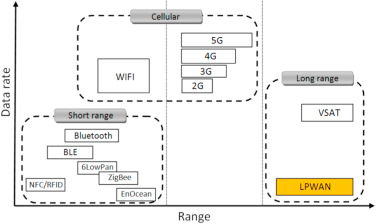 Cellular
5G
4G
WIFI
3G
2G
Long range
VSAT
LPWAN
Short range
Bluetooth
BLE
6LowPan
ZigBee
NFC/RFID
EnOcean
Data rate
Range